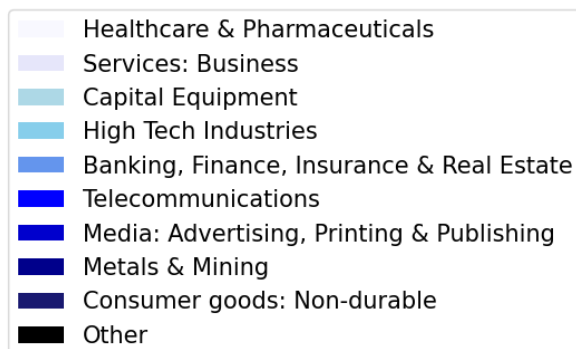 Healthcare & Pharmaceuticals
Services: Business
Capital Equipment
High Tech Industries
Banking, Finance, Insurance & Real Estate
Telecommunications
Media: Advertising, Printing & Publishing
Metals & Mining
Consumer goods: Non-durable
Other